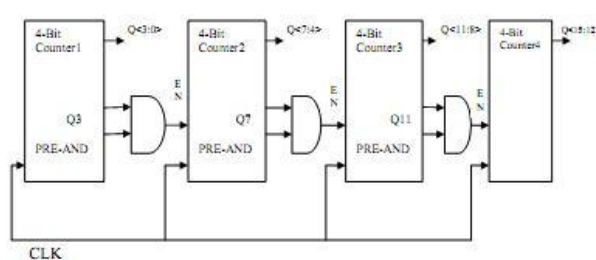 4-Bit
Counter1
Q<3:0>
Q3
PRE-AND
E
N
4-Bit
Counter2
Q<7:4>
Q7
PRE-AND
E
N
4-Bit
Counter3
Q<11:8>
Q11
PRE-AND
E
N
4-Bit
Counter4
Q<15:12
CLK